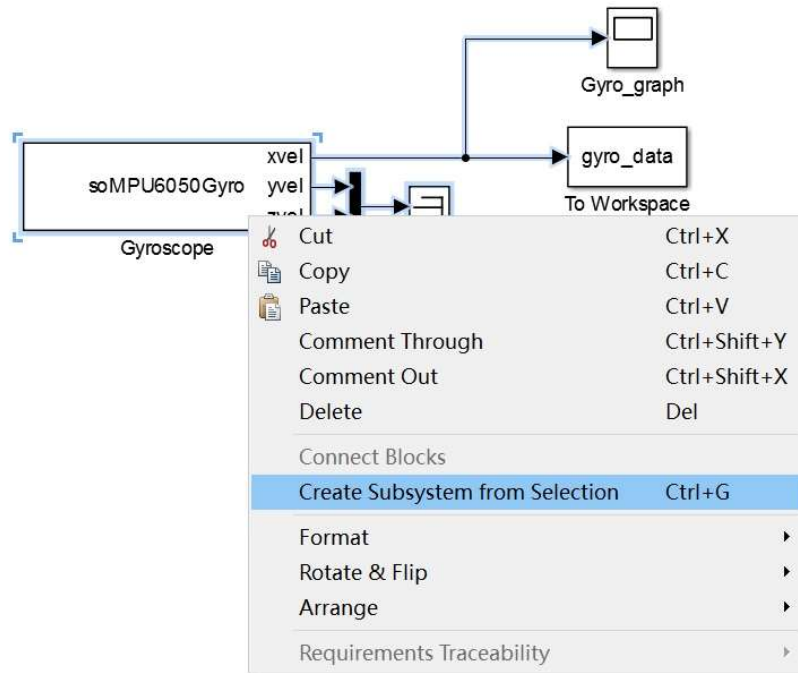 Gyro_graph
xvel
gyro_data
soMPU6050Gyro
yvel
To Workspace
Gyroscope
Cut Ctrl+X
Copy Ctrl+C
Paste Ctrl+V
Comment Through Ctrl+Shift+Y
Comment Out Ctrl+Shift+X
Delete Del
Connect Blocks
Create Subsystem from Selection Ctrl+G
Format
Rotate & Flip
Arrange
Requirements Traceability